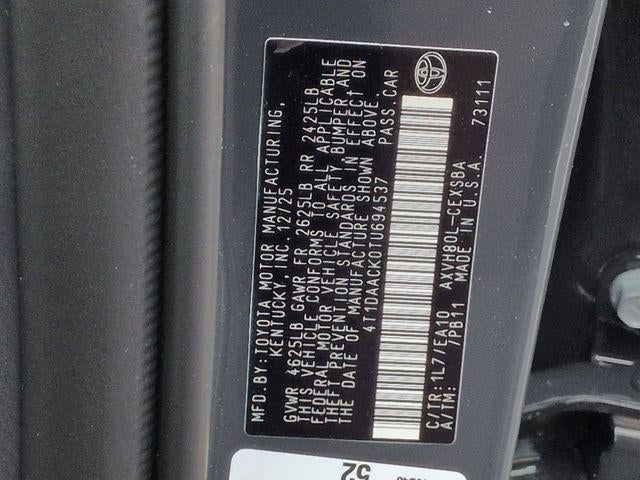 MFD.BY:TOYOTA MOTOR MANUFACTURING,
KENTUCKY, INC. 12/25
GVWR 4625LB GAWR FR 2625LB RR 2425LB
THIS VEHICLE CONFORMS TO ALL APPLICABLE
FEDERAL MOTOR VEHICLE SAFETY, BUMPER, AND
THEFT PREVENTION STANDARDS IN EFFECT ON
THE DATE OF MANUFACTURE SHOWN ABOVE.
4T1DAACK0TU694537 PASS.CAR
C/TR:1L7/EA10 AXVH80L-CEXSBA
A/TM: /PB11 MADE IN U.S.A. 73111
52